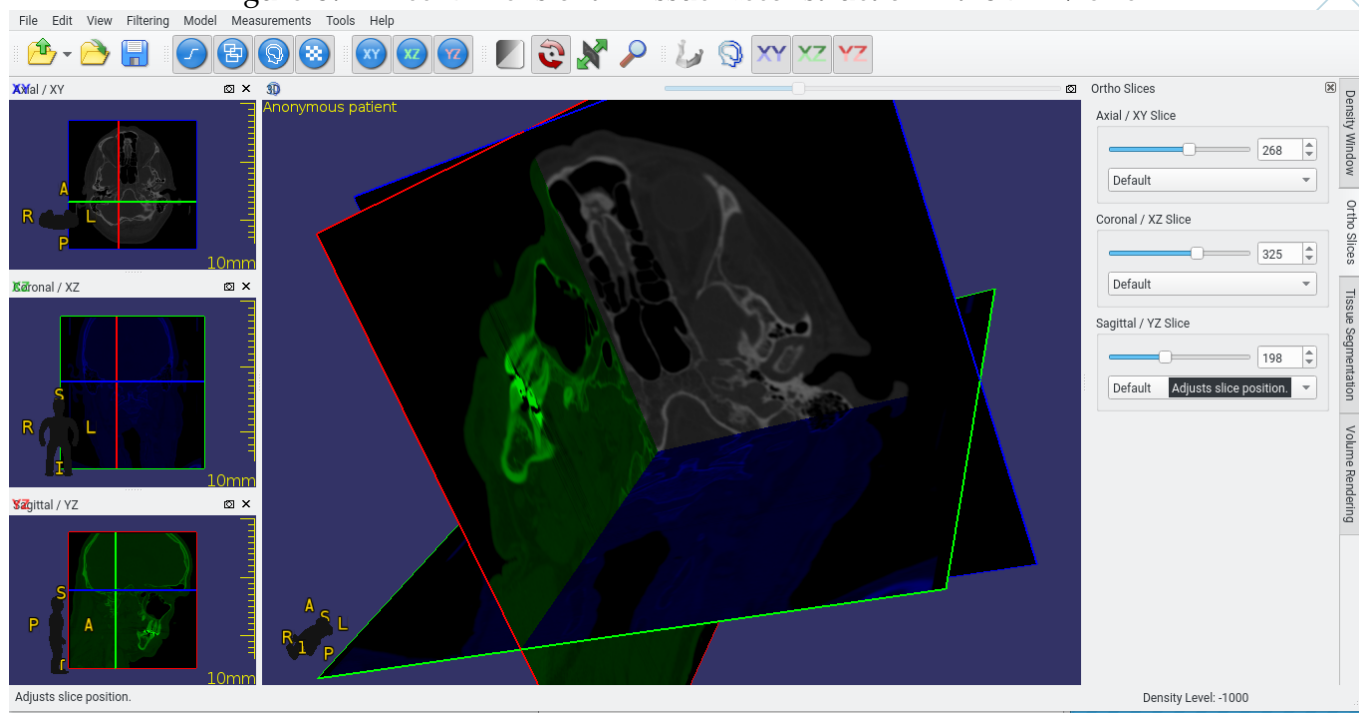 File Edit View Filtering Model Measurements Tools Help
XY XZ YZ XY XZ YZ
Axial / XY
3D
Ortho Slices
Anonymous patient
Axial / XY Slice
268
Default
A
R L
P
10mm
Coronal / XZ Slice
325
Default
Coronal / XZ
S
R L
I
10mm
Sagittal / YZ Slice
198
Default Adjusts slice position.
Sagittal / YZ
S
P A
I
10mm
A
S L
R
P
Density Window
Ortho Slices
Tissue Segmentation
Volume Rendering
Adjusts slice position.
Density Level: -1000